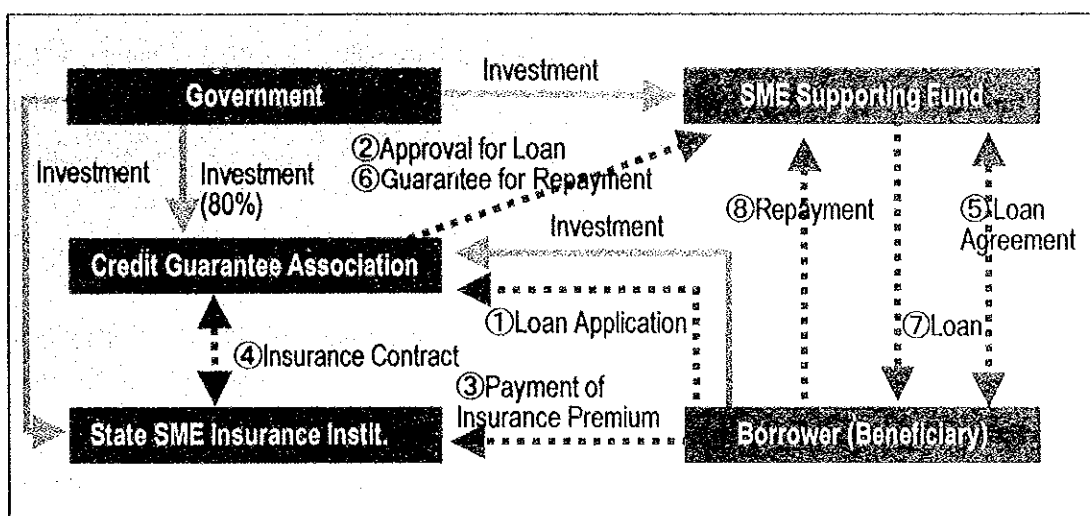 Investment
Government
SME Supporting Fund
②Approval for Loan
⑥Guarantee for Repayment
Investment
Investment
(80%)
Investment
⑧Repayment
⑤Loan
Agreement
Credit Guarantee Association
①Loan Application
⑦Loan
④Insurance Contract
③Payment of
Insurance Premium
State SME Insurance Instit.
Borrower (Beneficiary)